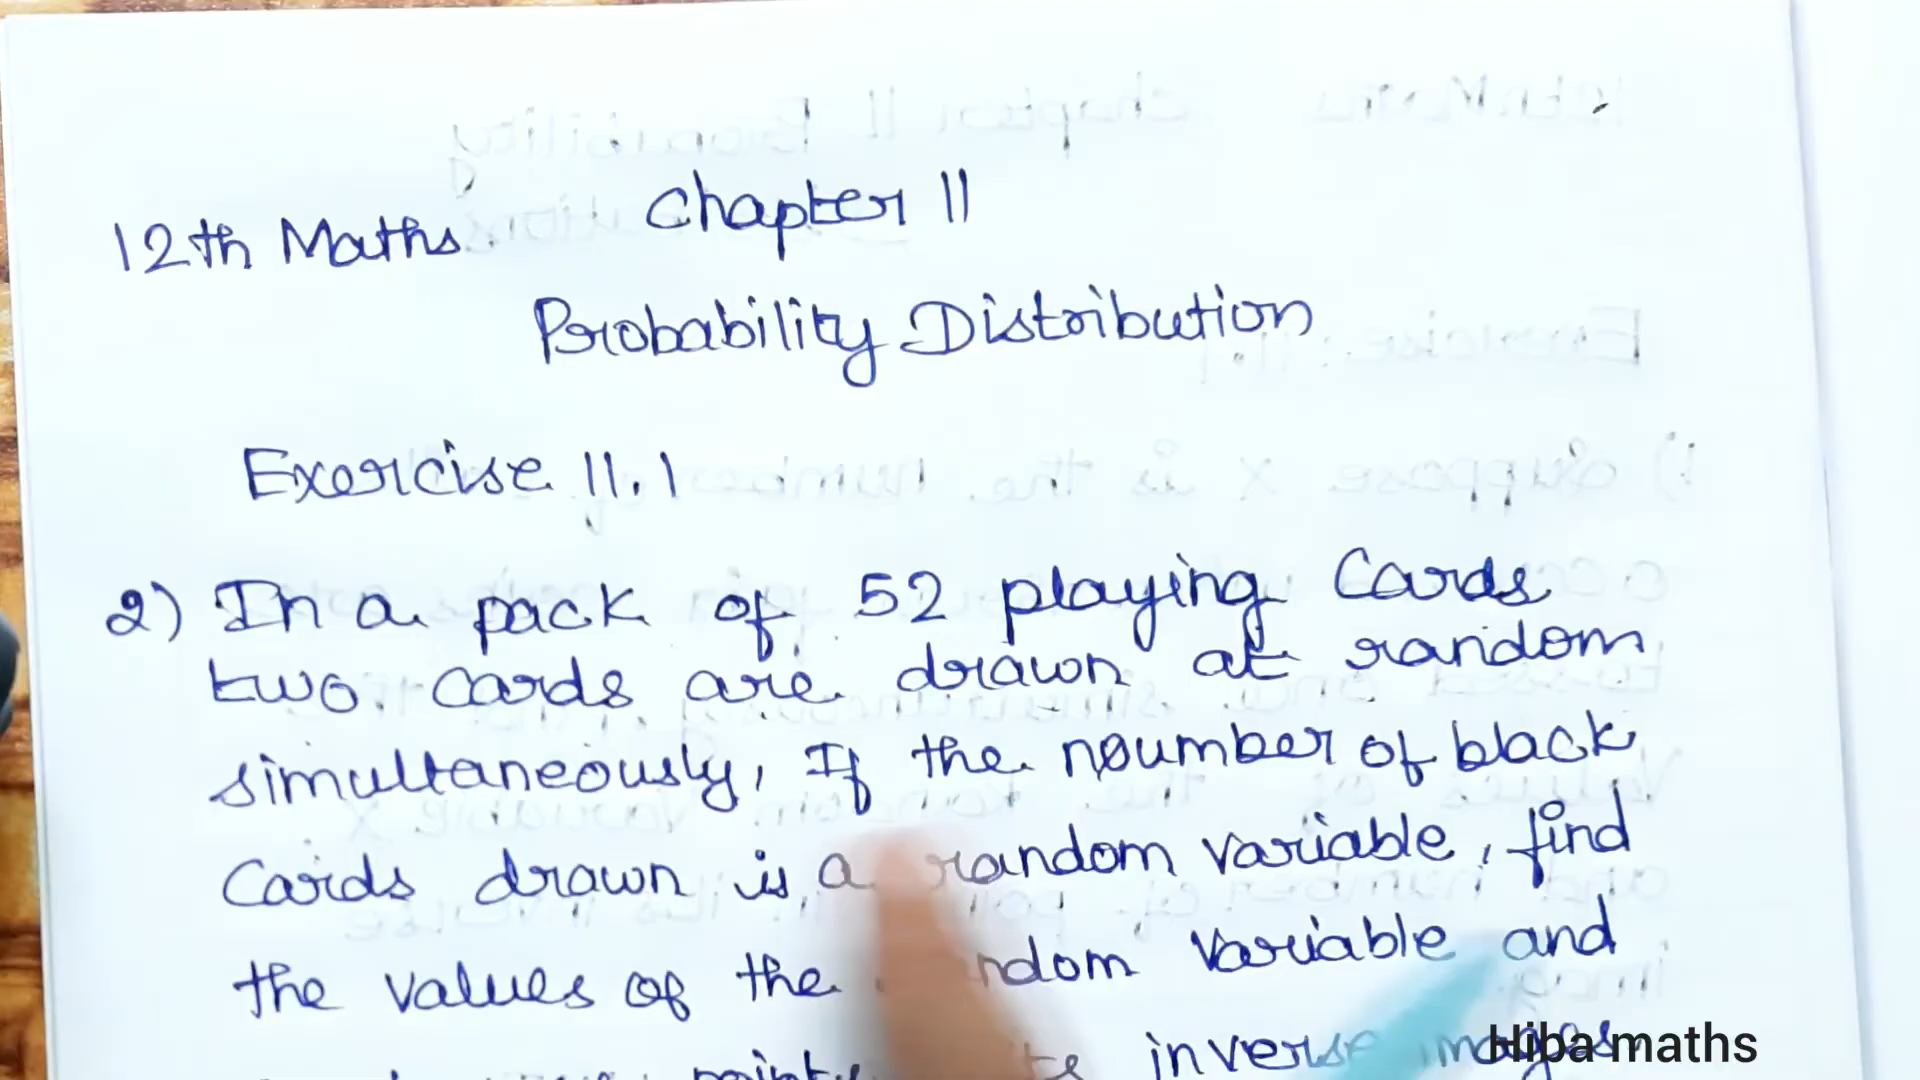 12th Maths. Chapter 11
Probability Distribution
Exercise 11.1
2) In a pack of 52 playing Cards
two cards are drawn at random
simultaneously, If the noumber of black
Cards drawn is a random variable, find
the values of the variable and
inverse images.
Hiba maths